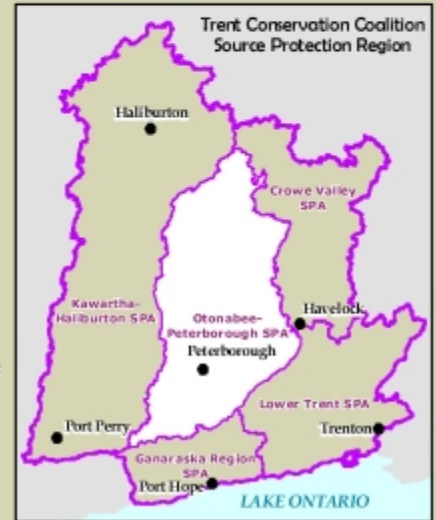 Trent Conservation Coalition
Source Protection Region
Haliburton
Crowe Valley
SPA
Kawartha-
Haliburton SPA
Otonabee-
Peterborough SPA
Havelock
Peterborough
Lower Trent SPA
Port Perry
Trenton
Ganaraska Region
SPA
Port Hope
LAKE ONTARIO